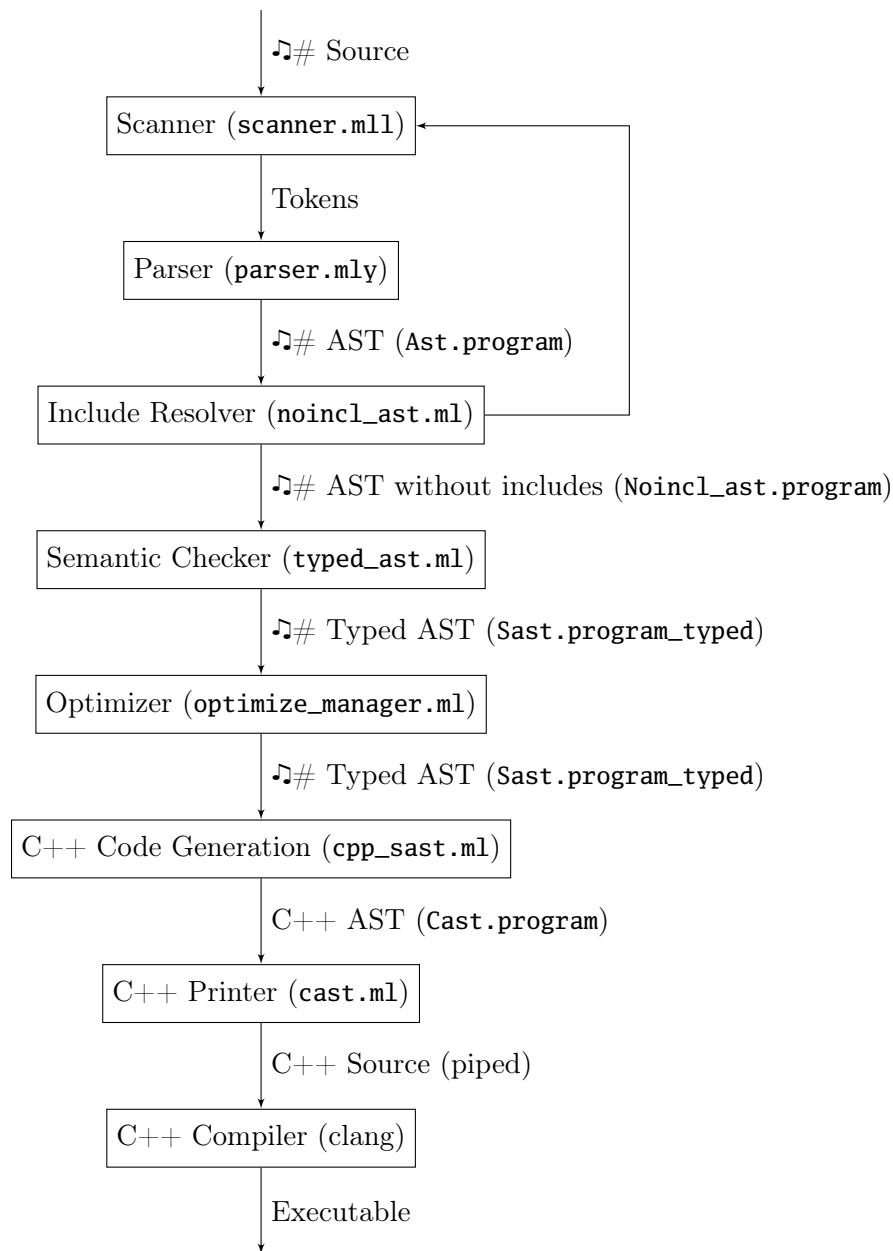 ♫# Source
Scanner (scanner.mll)
Tokens
Parser (parser.mly)
♫# AST (Ast.program)
Include Resolver (noincl_ast.ml)
♫# AST without includes (Noincl_ast.program)
Semantic Checker (typed_ast.ml)
♫# Typed AST (Sast.program_typed)
Optimizer (optimize_manager.ml)
♫# Typed AST (Sast.program_typed)
C++ Code Generation (cpp_sast.ml)
C++ AST (Cast.program)
C++ Printer (cast.ml)
C++ Source (piped)
C++ Compiler (clang)
Executable